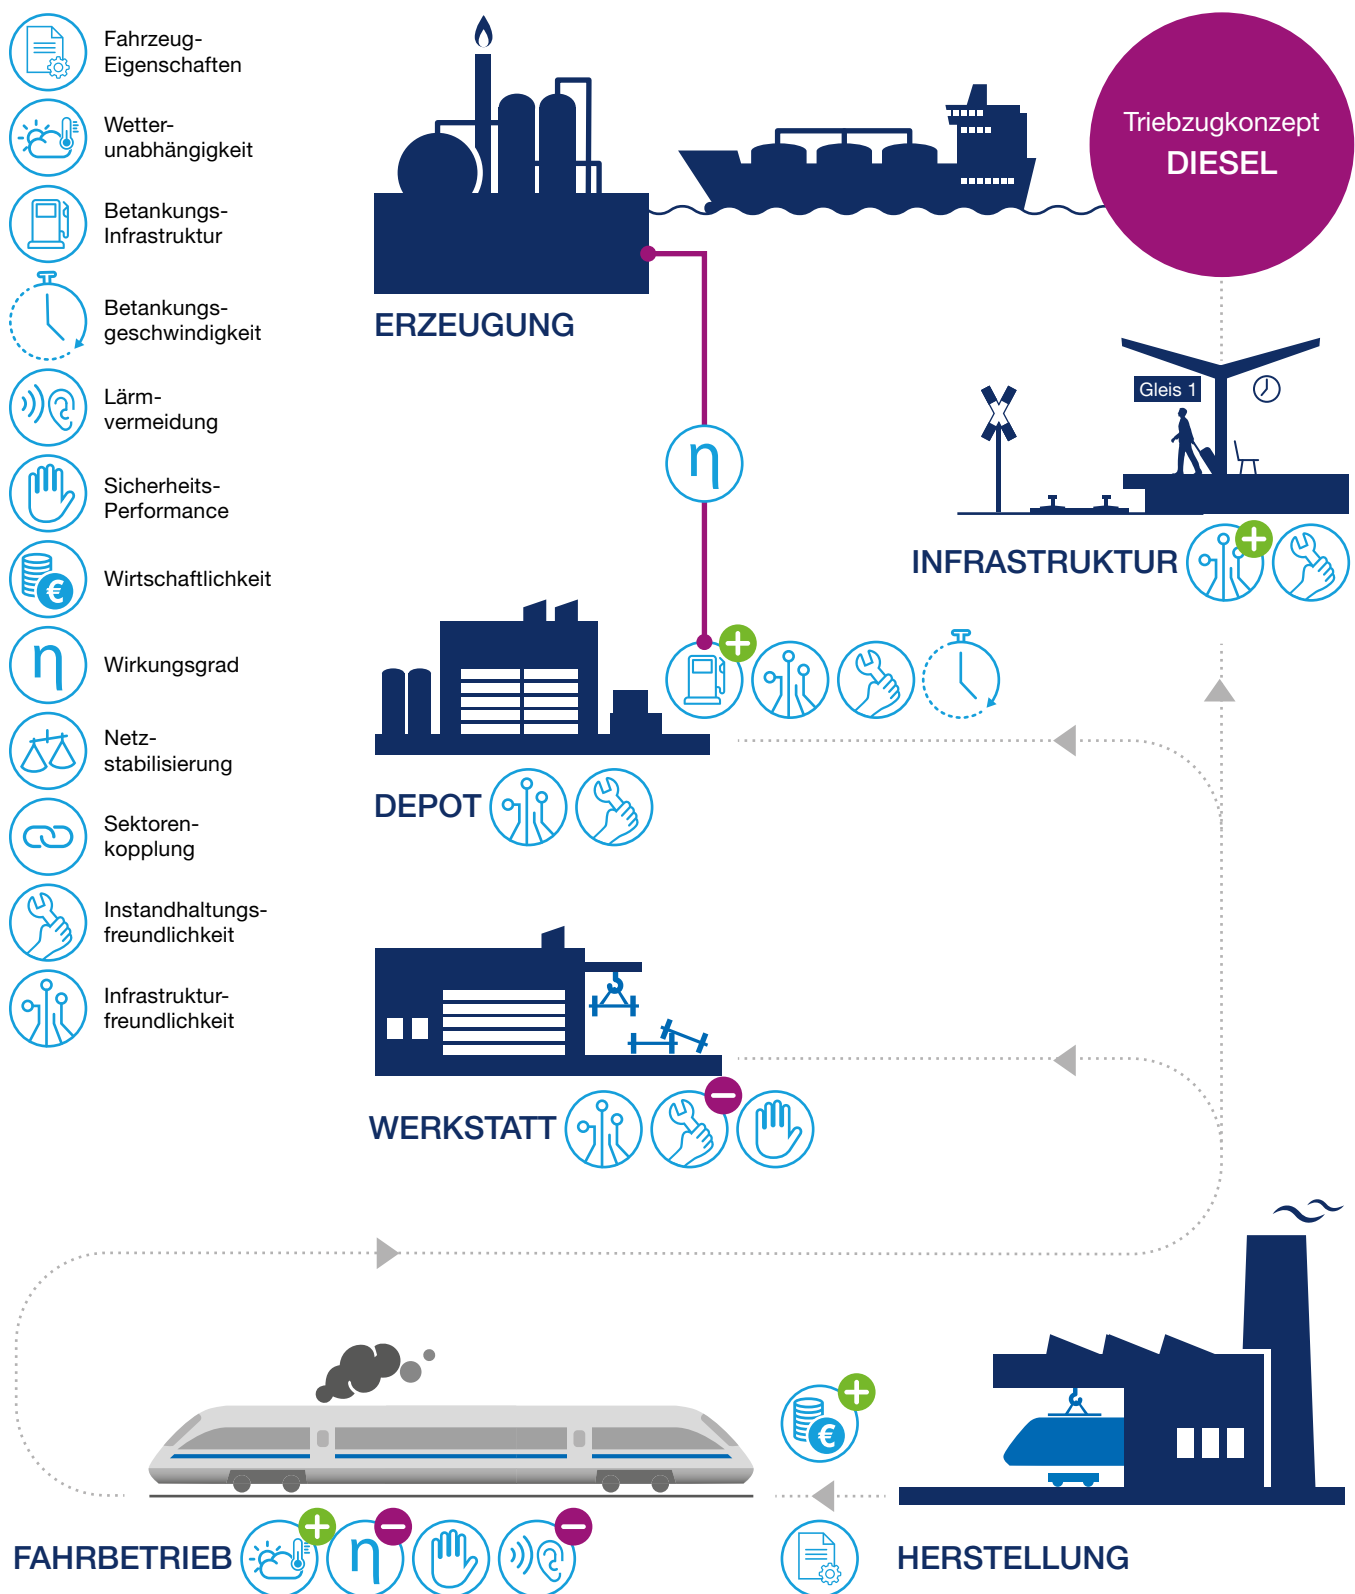 Fahrzeug-
Eigenschaften
Wetter-
unabhängigkeit
Betankungs-
Infrastruktur
Betankungs-
geschwindigkeit
Lärm-
vermeidung
Sicherheits-
Performance
€
Wirtschaftlichkeit
η
Wirkungsgrad
Netz-
stabilisierung
Sektoren-
kopplung
Instandhaltungs-
freundlichkeit
Infrastruktur-
freundlichkeit
Triebzugkonzept
DIESEL
ERZEUGUNG
Gleis 1
η
INFRASTRUKTUR
DEPOT
WERKSTATT
€
FAHRBETRIEB
η
HERSTELLUNG